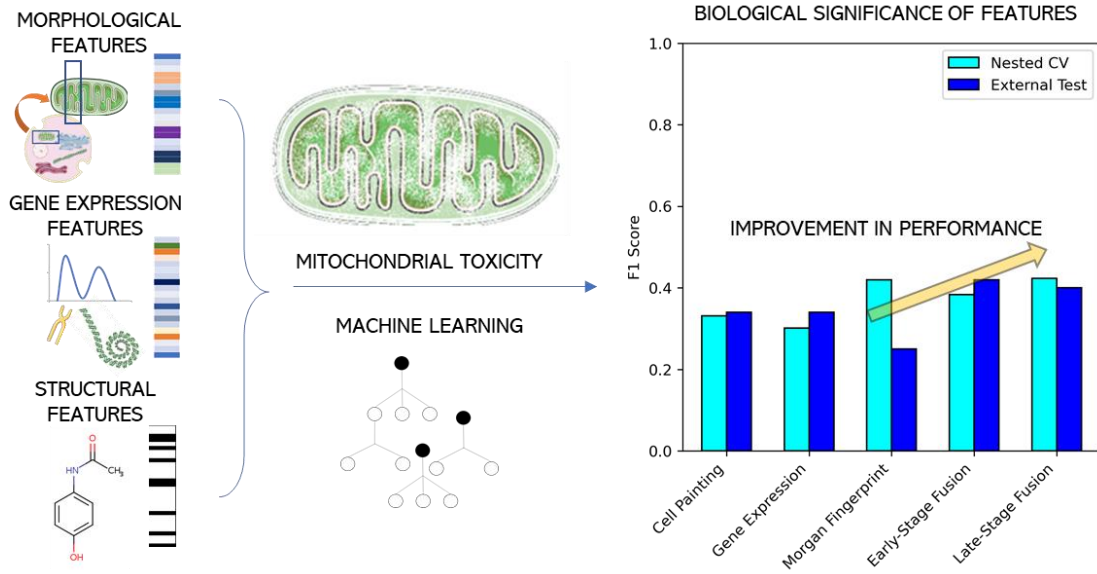 MORPHOLOGICAL
FEATURES
GENE EXPRESSION
FEATURES
STRUCTURAL
FEATURES
O
HN
CH3
OH
MITOCHONDRIAL TOXICITY
MACHINE LEARNING
BIOLOGICAL SIGNIFICANCE OF FEATURES
Nested CV
External Test
IMPROVEMENT IN PERFORMANCE
F1 Score
1.0
0.8
0.6
0.4
0.2
0.0
Cell Painting
Gene Expression
Morgan Fingerprint
Early-Stage Fusion
Late-Stage Fusion